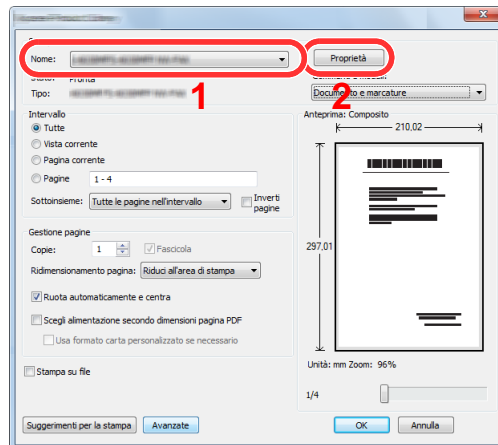 Nome:
Proprietà
Stato: Pronta
Tipo:
1
2
Documento e marcature
Intervallo
Tutte
Vista corrente
Pagina corrente
Pagine 1 - 4
Sottoinsieme: Tutte le pagine nell'intervallo
Inverti pagine
Anteprima: Composito
210,02
297,01
Gestione pagine
Copie: 1
Fascicola
Ridimensionamento pagina: Riduci all'area di stampa
Ruota automaticamente e centra
Scegli alimentazione secondo dimensioni pagina PDF
Usa formato carta personalizzato se necessario
Stampa su file
Unità: mm Zoom: 96%
1/4
Suggerimenti per la stampa
Avanzate
OK
Annulla